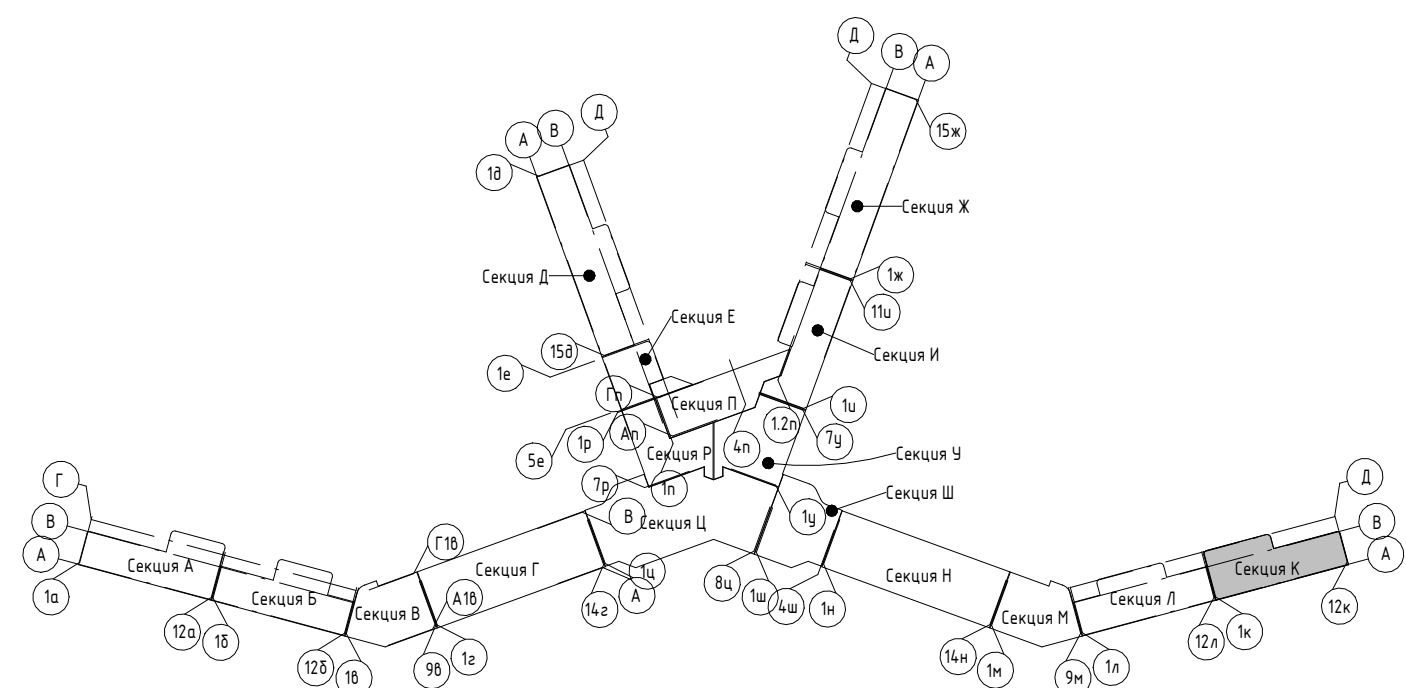 Д
В
А
15ж
Д
В
А
1д
Секция Ж
Секция Д
1ж
11и
Секция Е
Секция И
15д
1е
Гп
Секция П
1и
1.2п
7у
Ап
4п
1р
5е
Секция Р
Секция У
7р
1п
Г
Д
Секция Ш
В
В
Секция Ц
1у
В
А
А
Г1в
Секция А
Секция Г
1ц
А
8ц
Секция Н
Секция К
1а
Секция Б
Секция В
А1в
14г
1ш
4ш
1н
Секция М
Секция Л
12к
12а
1б
12л
1к
12б
1в
9в
1г
14н
1м
9м
1л